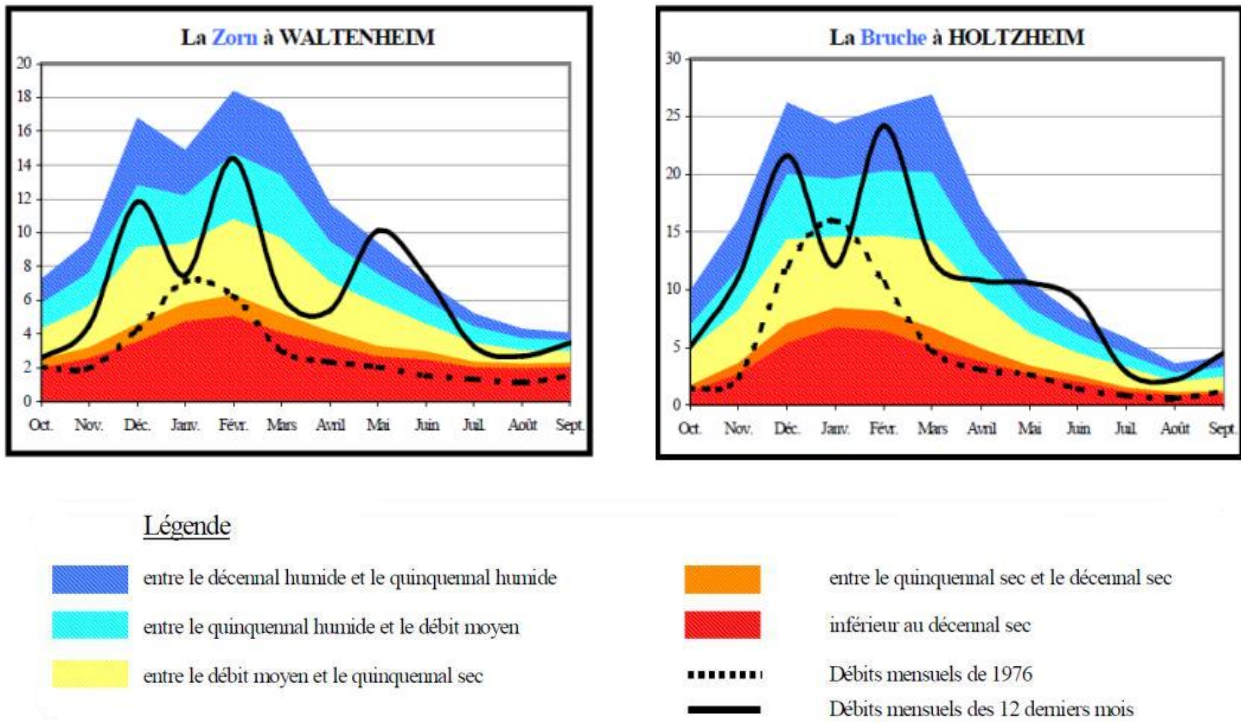 La Zorn à WALTENHEIM
20
18
16
14
12
10
8
6
4
2
0
Oct. Nov. Déc. Janv. Févr. Mars Avril Mai Juin Juil. Août Sept.
La Bruche à HOLTZHEIM
30
25
20
15
10
5
0
Oct. Nov. Déc. Janv. Févr. Mars Avril Mai Juin Juil. Août Sept.
Légende
entre le décennal humide et le quinquennal humide
entre le quinquennal humide et le débit moyen
entre le débit moyen et le quinquennal sec
entre le quinquennal sec et le décennal sec
inférieur au décennal sec
Débits mensuels de 1976
Débits mensuels des 12 derniers mois